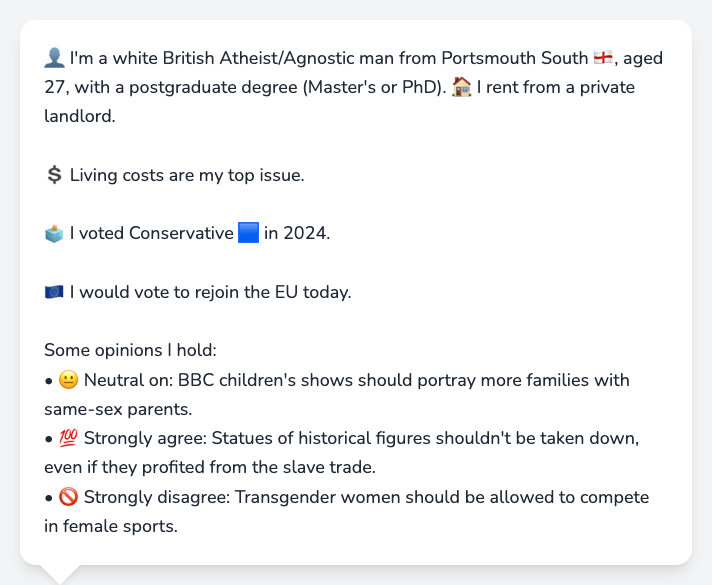 👤 I'm a white British Atheist/Agnostic man from Portsmouth South 🏴󠁧󠁢󠁥󠁮󠁧󠁿, aged
27, with a postgraduate degree (Master's or PhD). 🏠 I rent from a private
landlord.
💲 Living costs are my top issue.
🗳️ I voted Conservative 🟦 in 2024.
🇪🇺 I would vote to rejoin the EU today.
Some opinions I hold:
• 😐 Neutral on: BBC children's shows should portray more families with
same-sex parents.
• 💯 Strongly agree: Statues of historical figures shouldn't be taken down,
even if they profited from the slave trade.
• 🚫 Strongly disagree: Transgender women should be allowed to compete
in female sports.